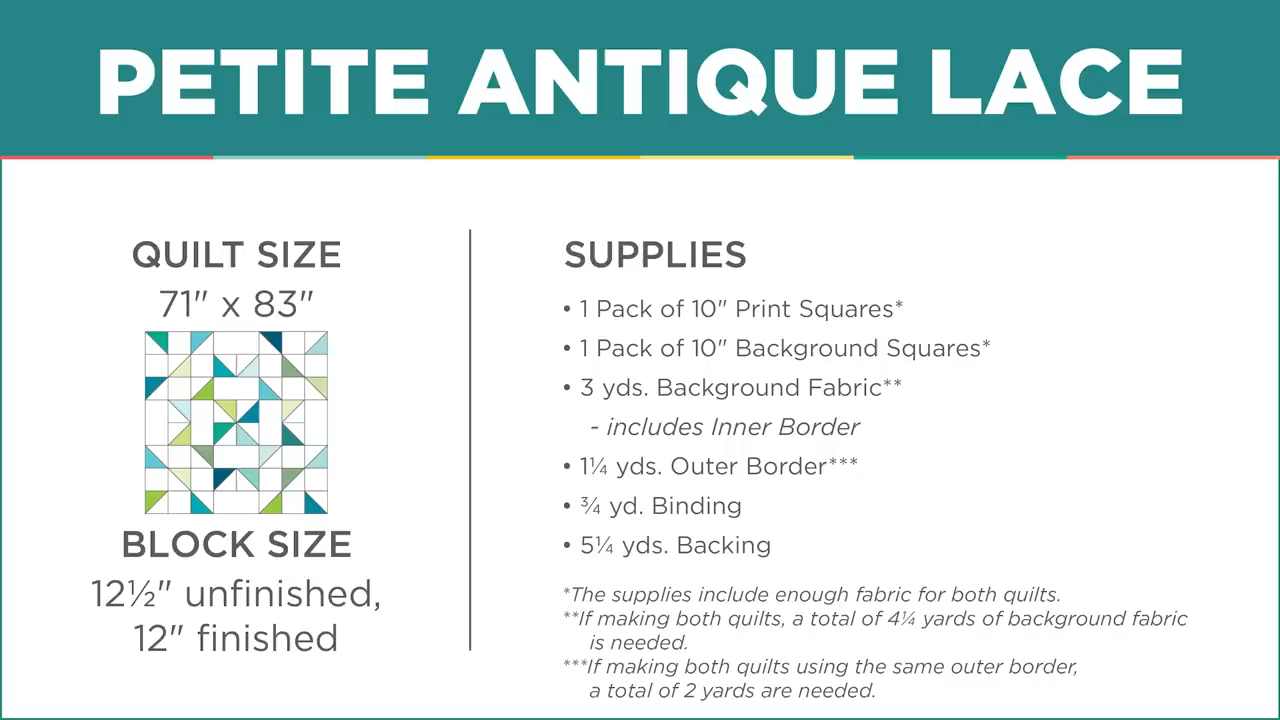 PETITE ANTIQUE LACE
QUILT SIZE
71" x 83"
BLOCK SIZE
12½" unfinished,
12" finished
SUPPLIES
• 1 Pack of 10" Print Squares*
• 1 Pack of 10" Background Squares*
• 3 yds. Background Fabric**
- includes Inner Border
• 1¼ yds. Outer Border***
• ¾ yd. Binding
• 5¼ yds. Backing
*The supplies include enough fabric for both quilts.
**If making both quilts, a total of 4¼ yards of background fabric
is needed.
***If making both quilts using the same outer border,
a total of 2 yards are needed.